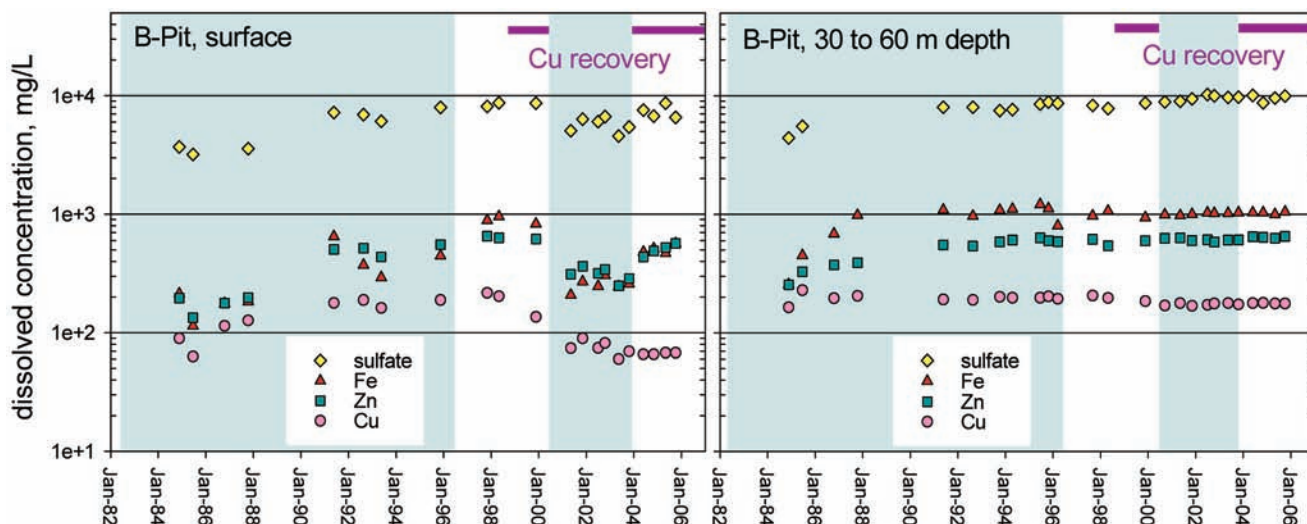 B-Pit, surface
Cu recovery
dissolved concentration, mg/L
1e+4
1e+3
1e+2
1e+1
sulfate
Fe
Zn
Cu
Jan-82
Jan-84
Jan-86
Jan-88
Jan-90
Jan-92
Jan-94
Jan-96
Jan-98
Jan-00
Jan-02
Jan-04
Jan-06
B-Pit, 30 to 60 m depth
Cu recovery
sulfate
Fe
Zn
Cu
Jan-82
Jan-84
Jan-86
Jan-88
Jan-90
Jan-92
Jan-94
Jan-96
Jan-98
Jan-00
Jan-02
Jan-04
Jan-06